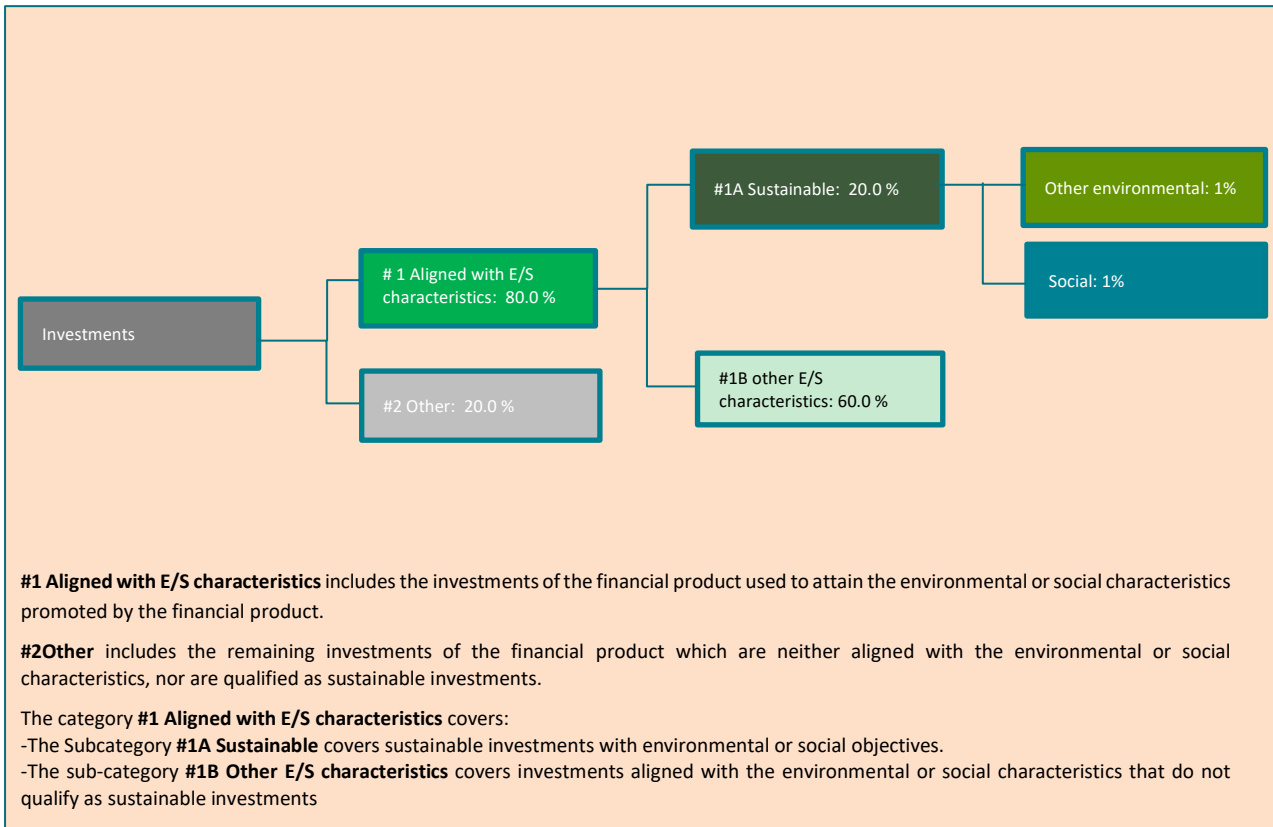 #1A Sustainable:  20.0 %
Other environmental: 1%
# 1 Aligned with E/S
characteristics:  80.0 %
Social: 1%
Investments
#1B other E/S
characteristics: 60.0 %
#2 Other:  20.0 %
#1 Aligned with E/S characteristics includes the investments of the financial product used to attain the environmental or social characteristics
promoted by the financial product.
#2Other includes the remaining investments of the financial product which are neither aligned with the environmental or social
characteristics, nor are qualified as sustainable investments.
The category #1 Aligned with E/S characteristics covers:
-The Subcategory #1A Sustainable covers sustainable investments with environmental or social objectives.
-The sub-category #1B Other E/S characteristics covers investments aligned with the environmental or social characteristics that do not
qualify as sustainable investments